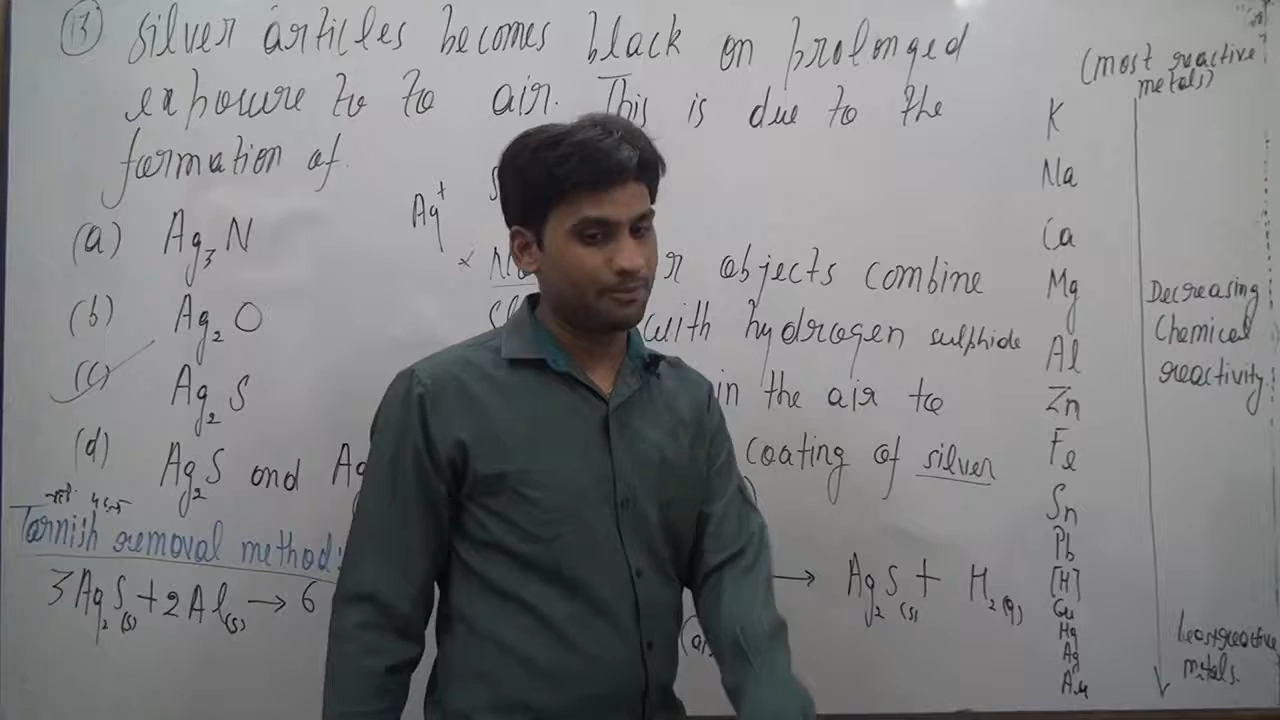 (13) Silver articles becomes black on prolonged
exposure to to air. This is due to the
formation of.
(a) Ag3N
(b) Ag2O
(c) Ag2S
(d) Ag2S and
Ag+
objects combine
with hydrogen sulphide
in the air to
coating of silver
Tarnish removal method:
3Ag2S(s) + 2Al(s) → 6
→ Ag2S(s) + H2(g)
(most reactive
metals)
K
Na
Ca
Mg
Al
Zn
Fe
Sn
Pb
[H]
Cu
Hg
Ag
Au
Decreasing
Chemical
reactivity.
Least reactive
metals.